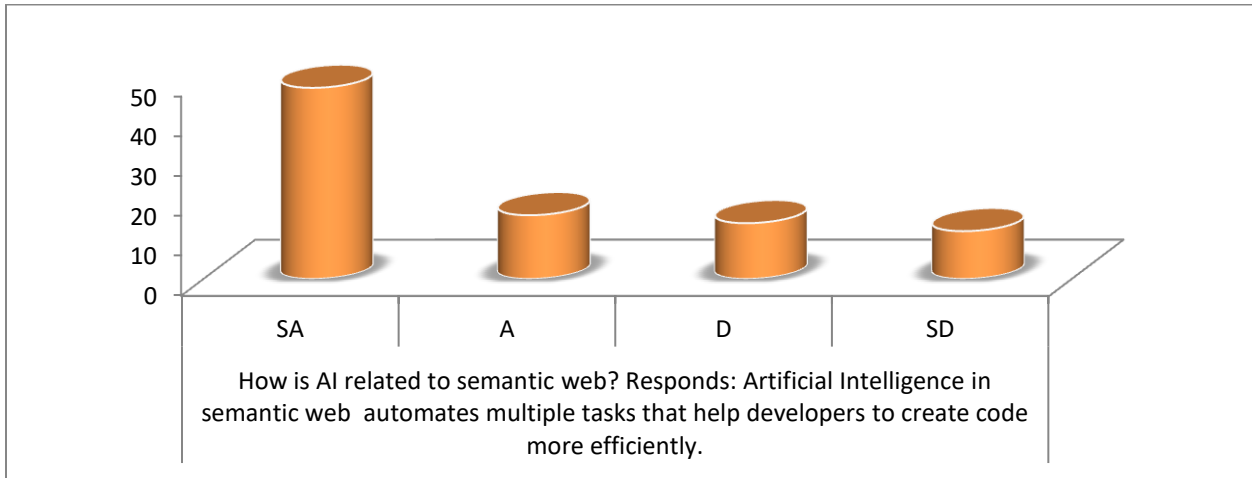 50
40
30
20
10
0
SA A D SD
How is AI related to semantic web? Responds: Artificial Intelligence in
semantic web  automates multiple tasks that help developers to create code
more efficiently.